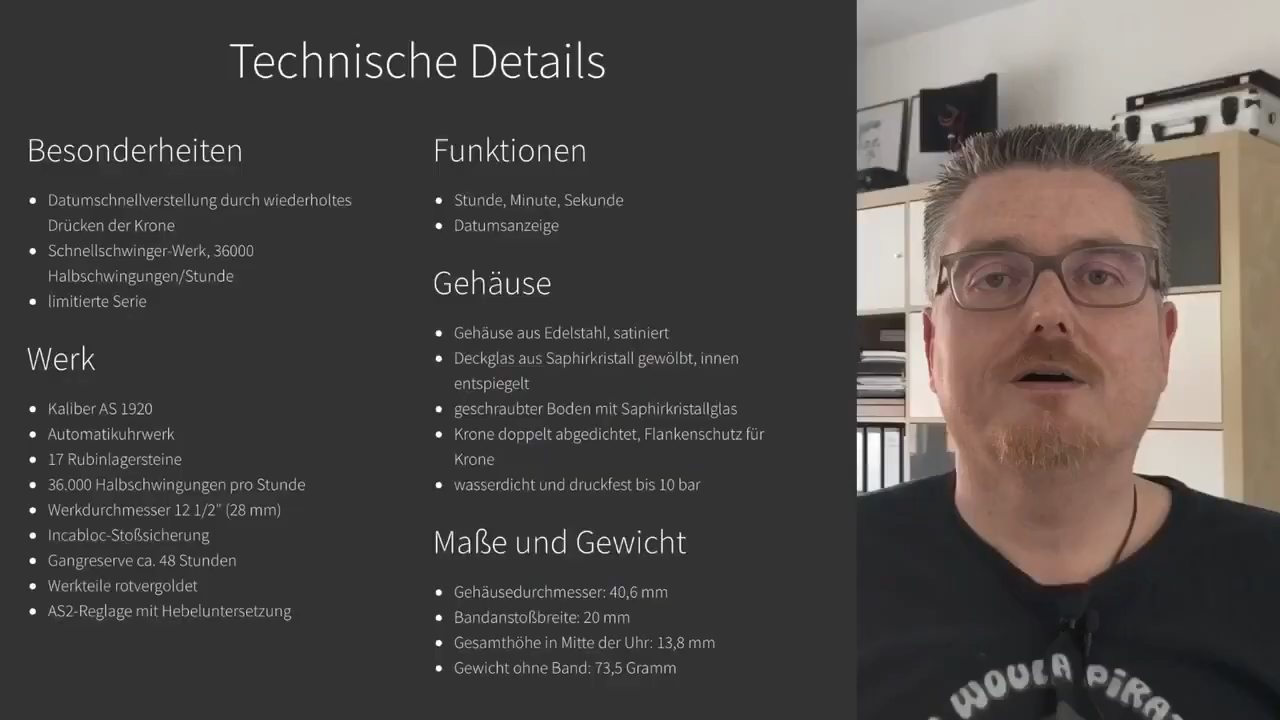 Technische Details
Besonderheiten
Datumschnellverstellung durch wiederholtes
Drücken der Krone
Schnellschwinger-Werk, 36000
Halbschwingungen/Stunde
limitierte Serie
Werk
Kaliber AS 1920
Automatikuhrwerk
17 Rubinlagersteine
36.000 Halbschwingungen pro Stunde
Werkdurchmesser 12 1/2” (28 mm)
Incabloc-Stoßsicherung
Gangreserve ca. 48 Stunden
Werkteile rotvergoldet
AS2-Reglage mit Hebeluntersetzung
Funktionen
Stunde, Minute, Sekunde
Datumsanzeige
Gehäuse
Gehäuse aus Edelstahl, satiniert
Deckglas aus Saphirkristall gewölbt, innen
entspiegelt
geschraubter Boden mit Saphirkristallglas
Krone doppelt abgedichtet, Flankenschutz für
Krone
wasserdicht und druckfest bis 10 bar
Maße und Gewicht
Gehäusedurchmesser: 40,6 mm
Bandanstoßbreite: 20 mm
Gesamthöhe in Mitte der Uhr: 13,8 mm
Gewicht ohne Band: 73,5 Gramm
WOULA